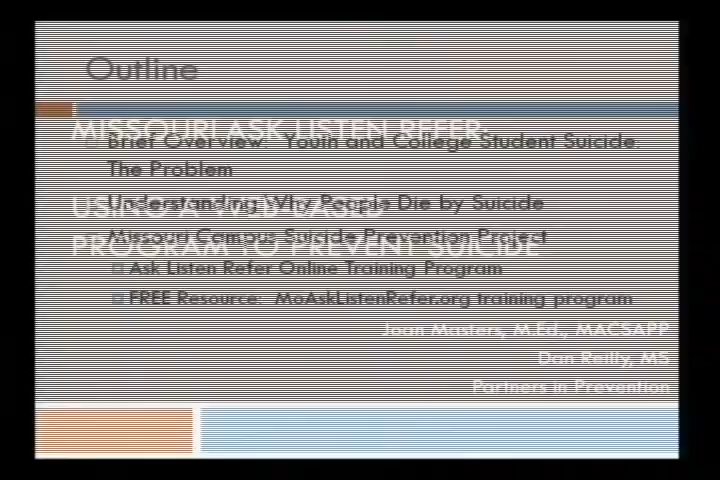 Outline
MISSOURI ASK LISTEN REFER:
Brief Overview: Youth and College Student Suicide:
The Problem
Understanding Why People Die by Suicide
USING A WEB-BASED
Missouri Campus Suicide Prevention Project
PROGRAM TO PREVENT SUICIDE
Ask Listen Refer Online Training Program
FREE Resource: MoAskListenRefer.org training program
Joan Masters, M.Ed., MACSAPP
Dan Reilly, MS
Partners in Prevention